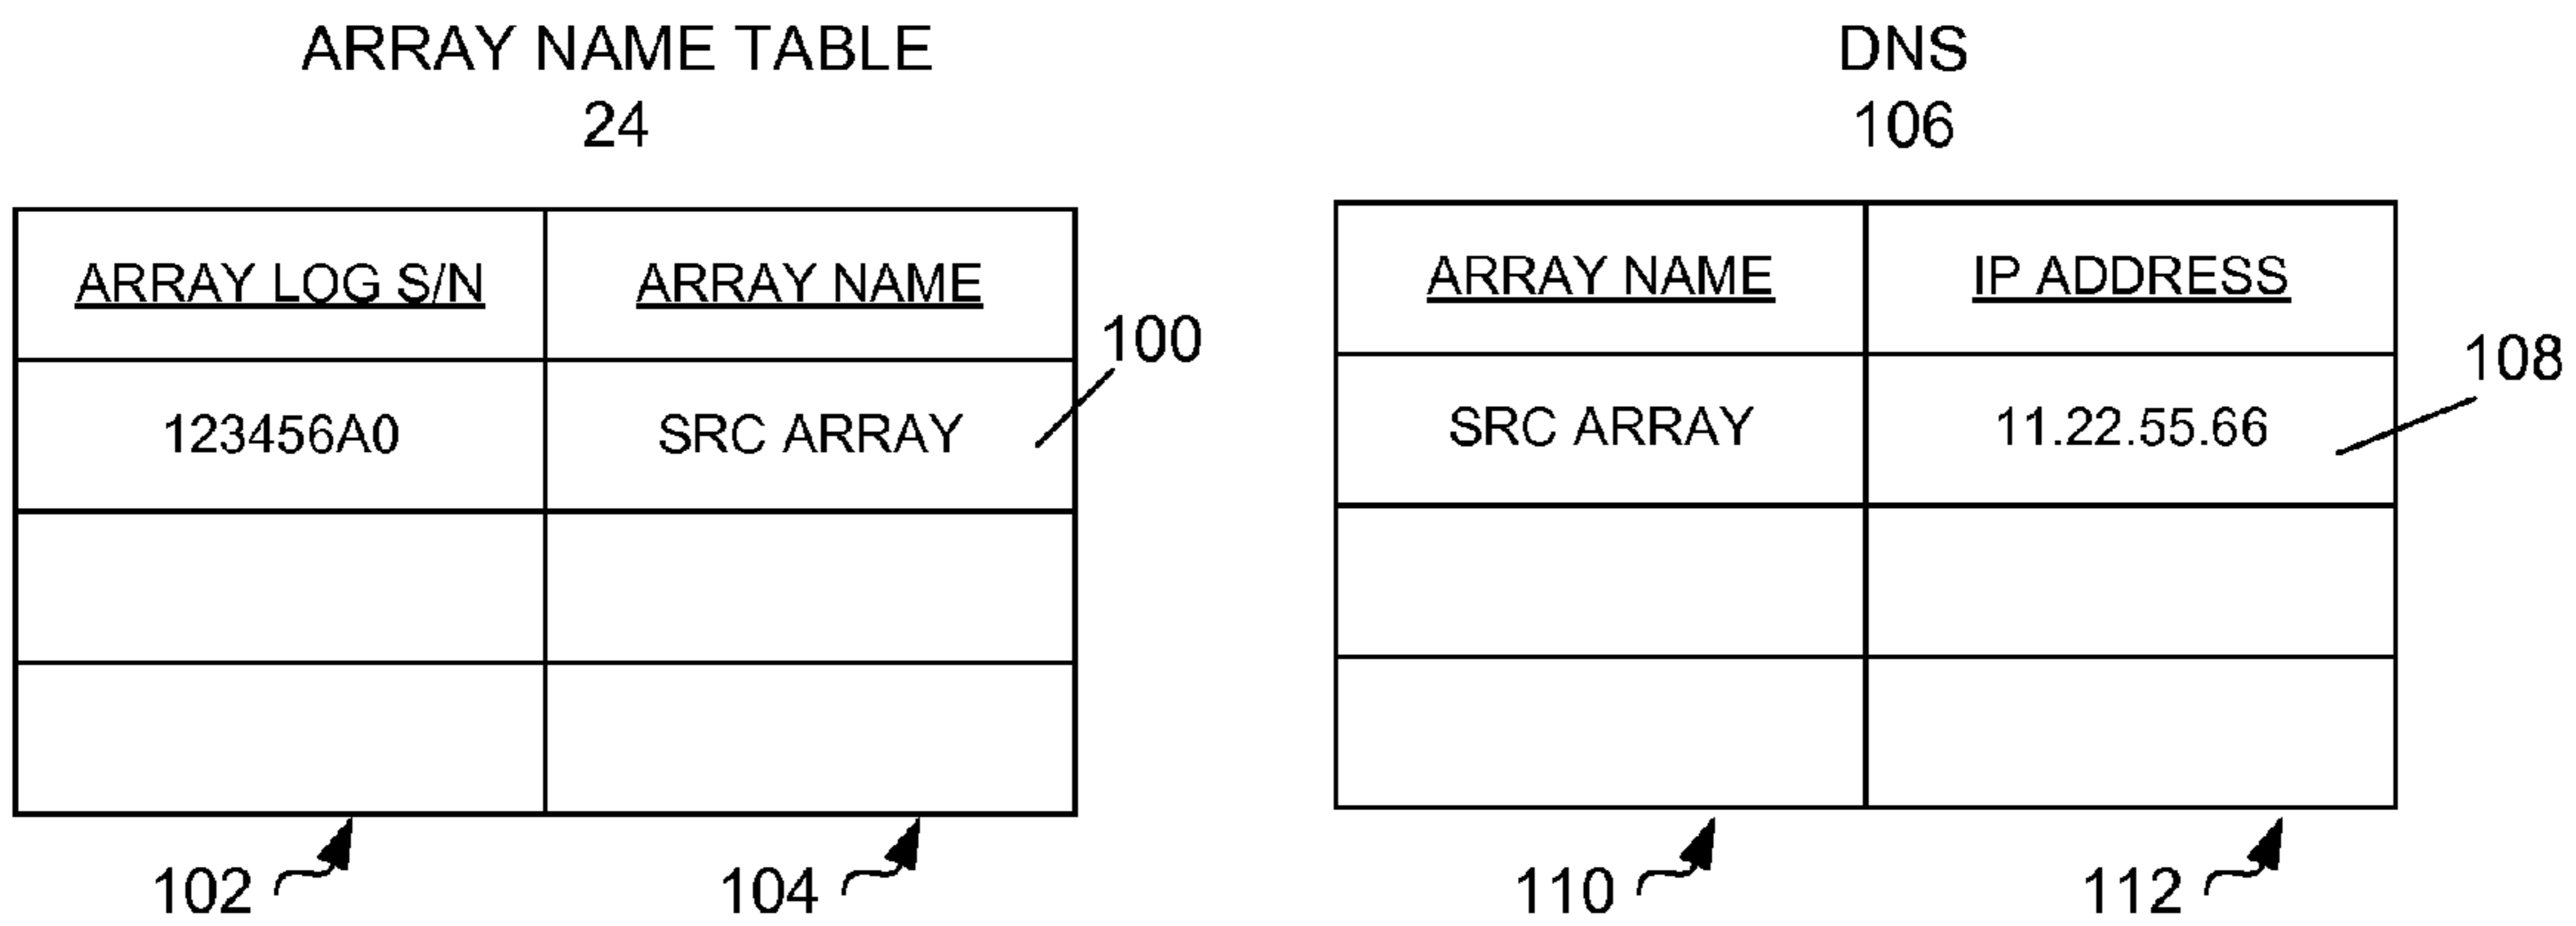 ARRAY NAME TABLE
24
ARRAY LOG S/N ARRAY NAME
100
123456A0 SRC ARRAY
102 104
DNS
106
ARRAY NAME IP ADDRESS
108
SRC ARRAY 11.22.55.66
110 112